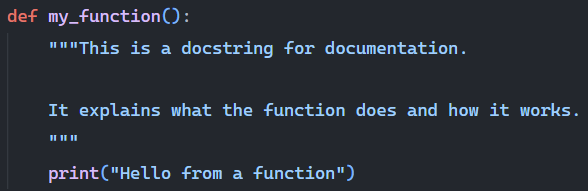 def my_function():
    """This is a docstring for documentation.

    It explains what the function does and how it works.
    """
    print("Hello from a function")